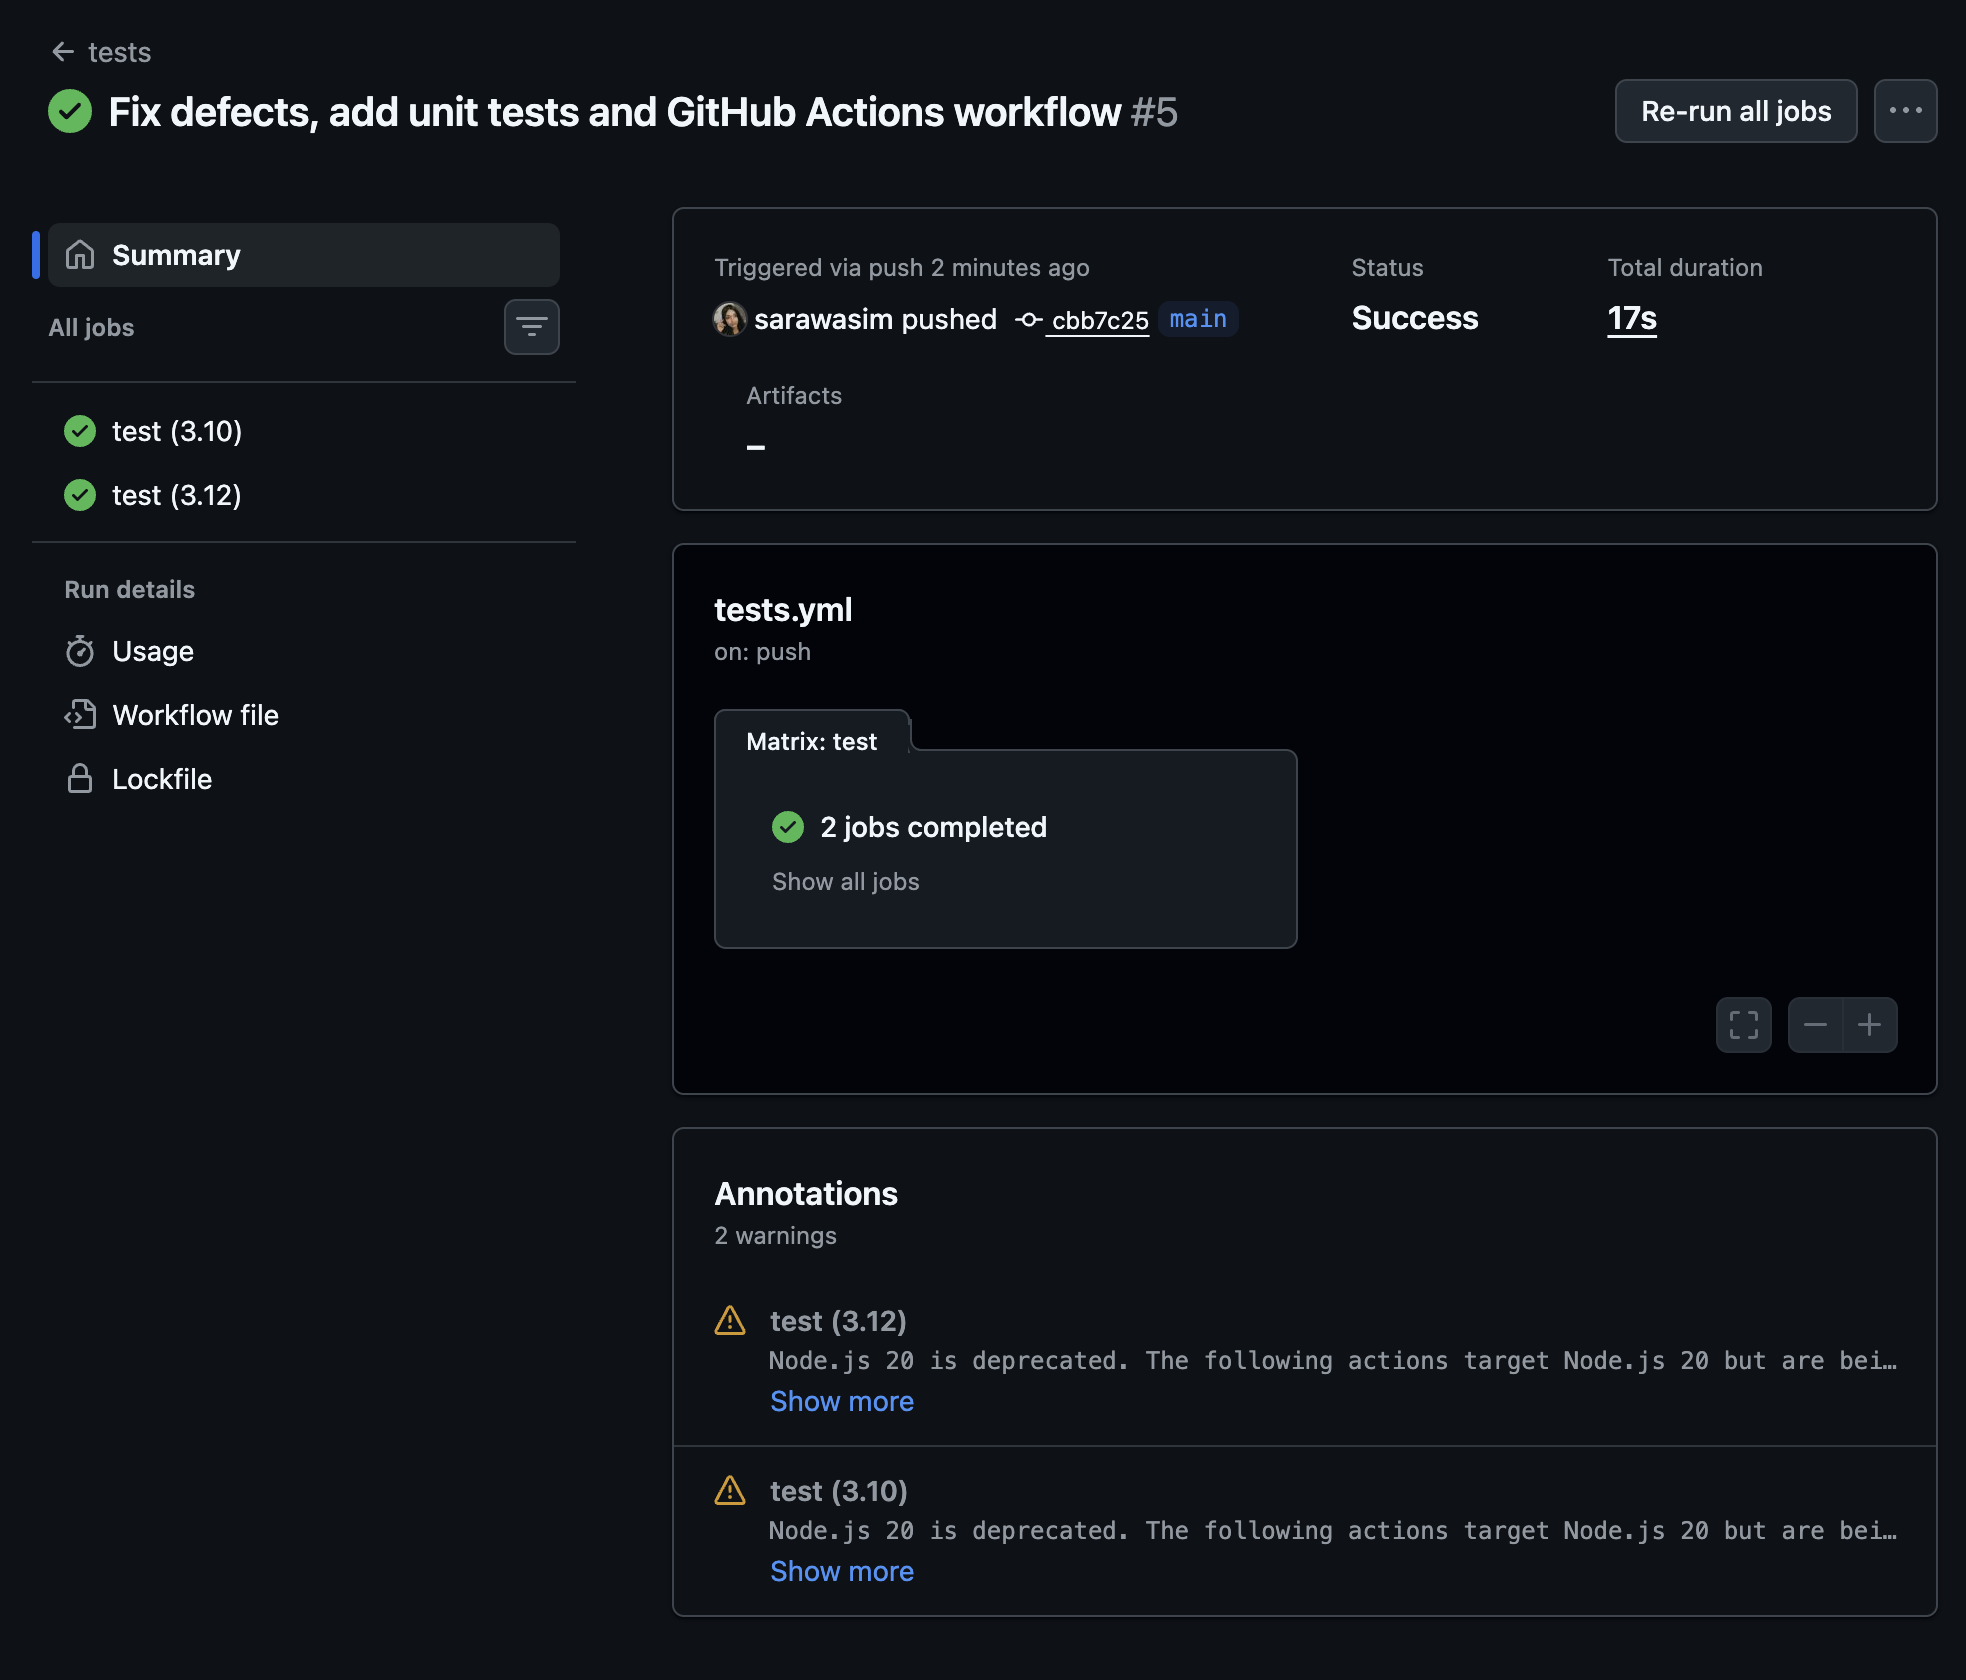 tests
Fix defects, add unit tests and GitHub Actions workflow #5
Re-run all jobs
Summary
All jobs
test (3.10)
test (3.12)
Run details
Usage
Workflow file
Lockfile
Triggered via push 2 minutes ago
sarawasim pushed cbb7c25 main
Status
Success
Total duration
17s
Artifacts
–
tests.yml
on: push
Matrix: test
2 jobs completed
Show all jobs
Annotations
2 warnings
test (3.12)
Node.js 20 is deprecated. The following actions target Node.js 20 but are bei…
Show more
test (3.10)
Node.js 20 is deprecated. The following actions target Node.js 20 but are bei…
Show more